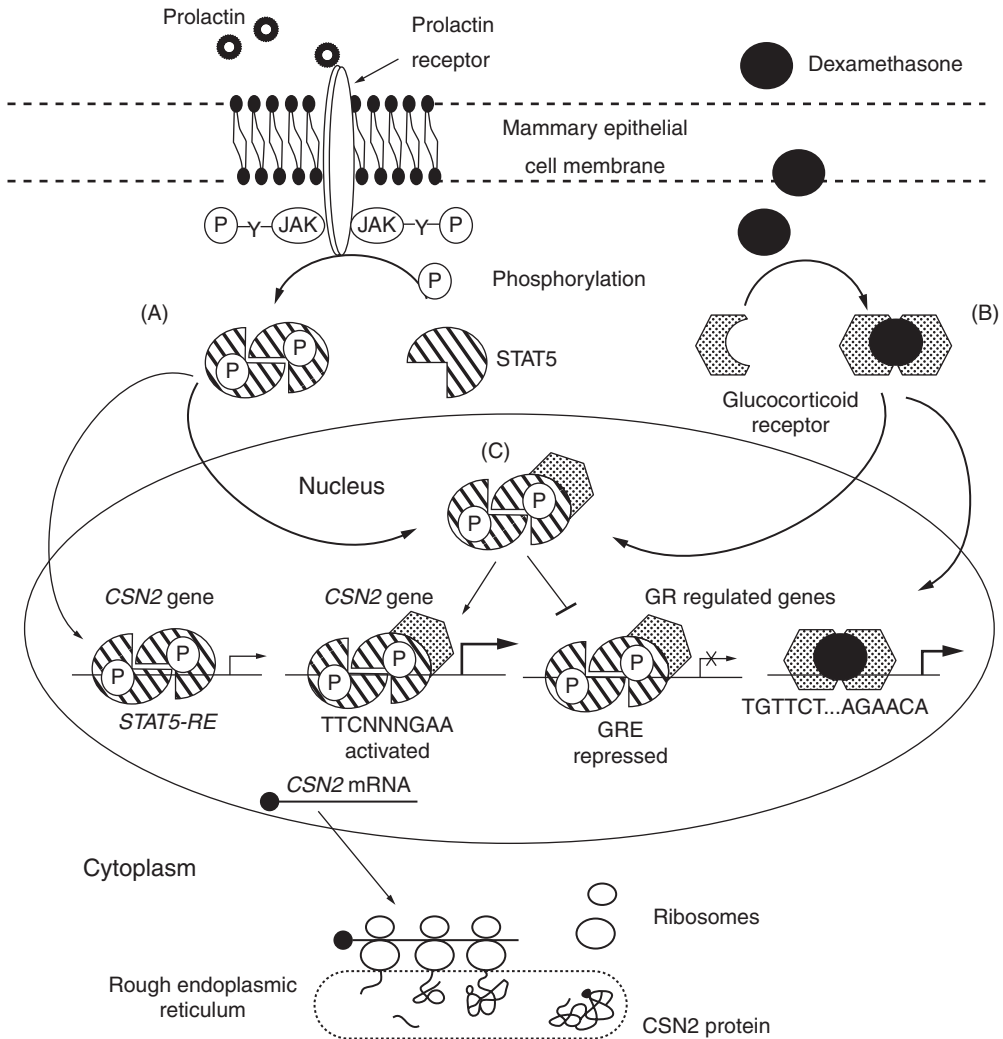 Prolactin
Prolactin
receptor
Dexamethasone
Mammary epithelial
cell membrane
P Y JAK JAK Y P
P
Phosphorylation
(A)
(B)
P P
STAT5
Glucocorticoid
receptor
(C)
Nucleus
P P
CSN2 gene
CSN2 gene
GR regulated genes
P P
P P
P P
STAT5-RE
TTCNNNGAA
activated
GRE
repressed
TGTTCT...AGAACA
CSN2 mRNA
Cytoplasm
Ribosomes
Rough endoplasmic
reticulum
CSN2 protein